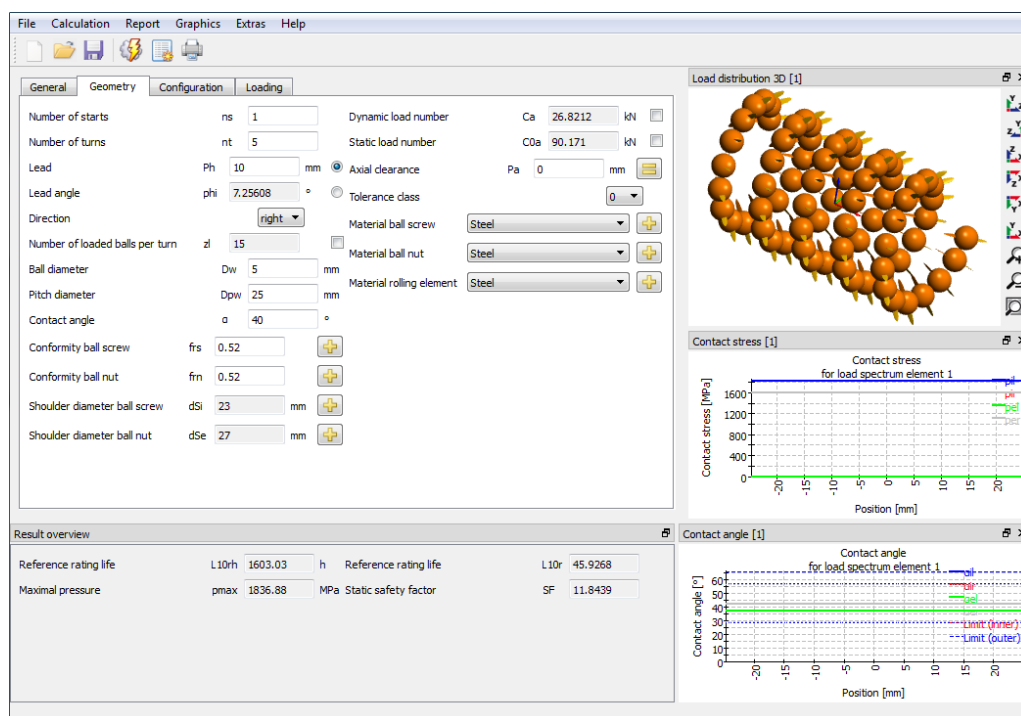 File Calculation Report Graphics Extras Help
General Geometry Configuration Loading
Number of starts ns 1
Number of turns nt 5
Lead Ph 10 mm
Lead angle phi 7.25608 °
Direction right
Number of loaded balls per turn zl 15
Ball diameter Dw 5 mm
Pitch diameter Dpw 25 mm
Contact angle α 40 °
Conformity ball screw frs 0.52
Conformity ball nut frn 0.52
Shoulder diameter ball screw dSi 23 mm
Shoulder diameter ball nut dSe 27 mm
Dynamic load number Ca 26.8212 kN
Static load number C0a 90.171 kN
Axial clearance Pa 0 mm
Tolerance class 0
Material ball screw Steel
Material ball nut Steel
Material rolling element Steel
Load distribution 3D [1]
Contact stress [1]
Contact stress
for load spectrum element 1
Contact stress [MPa]
1600
1200
800
400
0
-20 -15 -10 -5 0 5 10 15 20
Position [mm]
pil
pir
pel
per
Result overview
Reference rating life L10rh 1603.03 h Reference rating life L10r 45.9268
Maximal pressure pmax 1836.88 MPa Static safety factor SF 11.8439
Contact angle [1]
Contact angle
for load spectrum element 1
Contact angle [°]
60
50
40
30
20
10
0
-20 -15 -10 -5 0 5 10 15 20
Position [mm]
αil
αir
αel
Limit (inner)
Limit (outer)